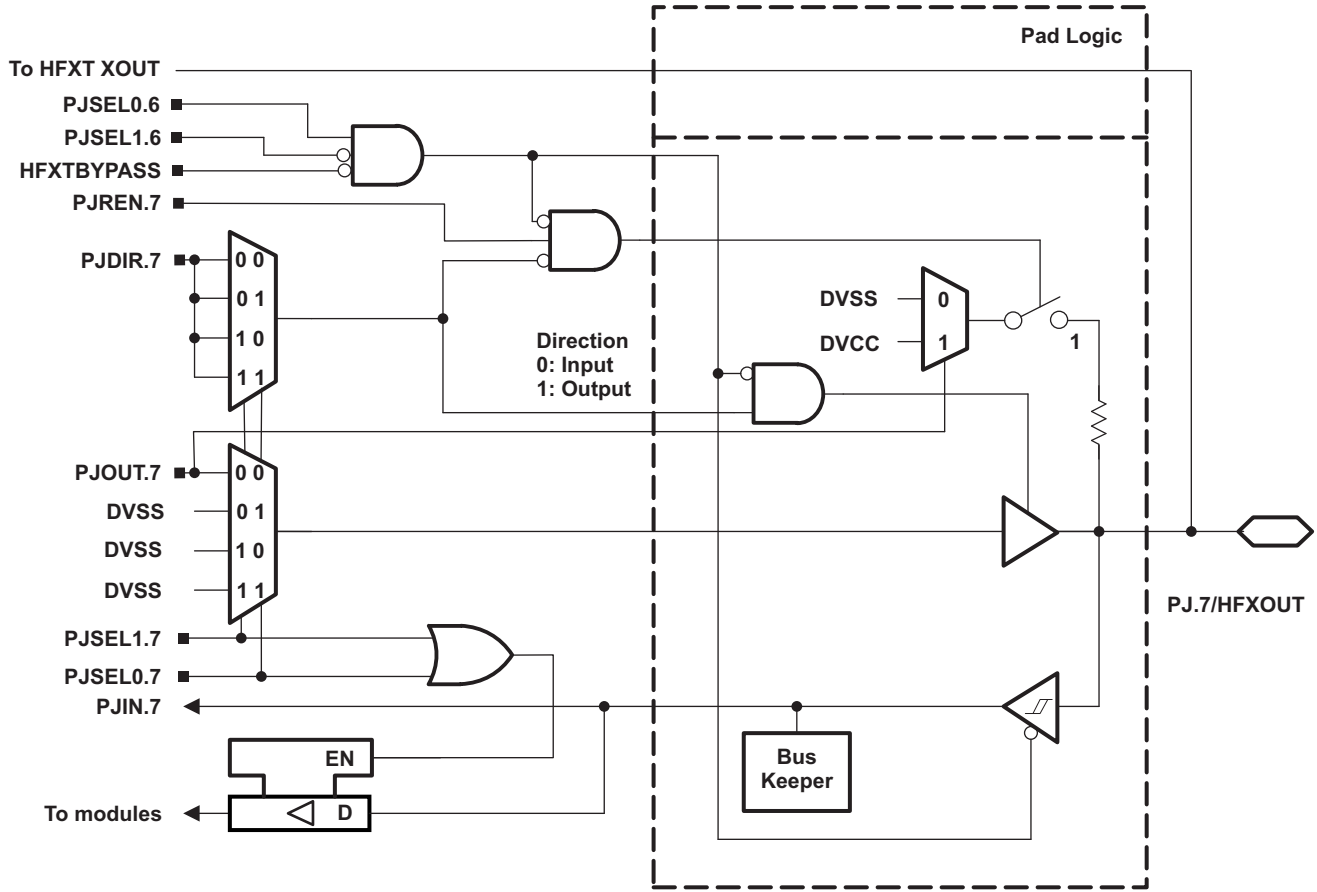 Pad Logic
To HFXT XOUT
PJSEL0.6
PJSEL1.6
HFXTBYPASS
PJREN.7
PJDIR.7
0 0
0 1
1 0
1 1
DVSS
0
DVCC
1
1
Direction
0: Input
1: Output
PJOUT.7
0 0
DVSS
0 1
DVSS
1 0
DVSS
1 1
PJ.7/HFXOUT
PJSEL1.7
PJSEL0.7
PJIN.7
EN
Bus
Keeper
To modules
D